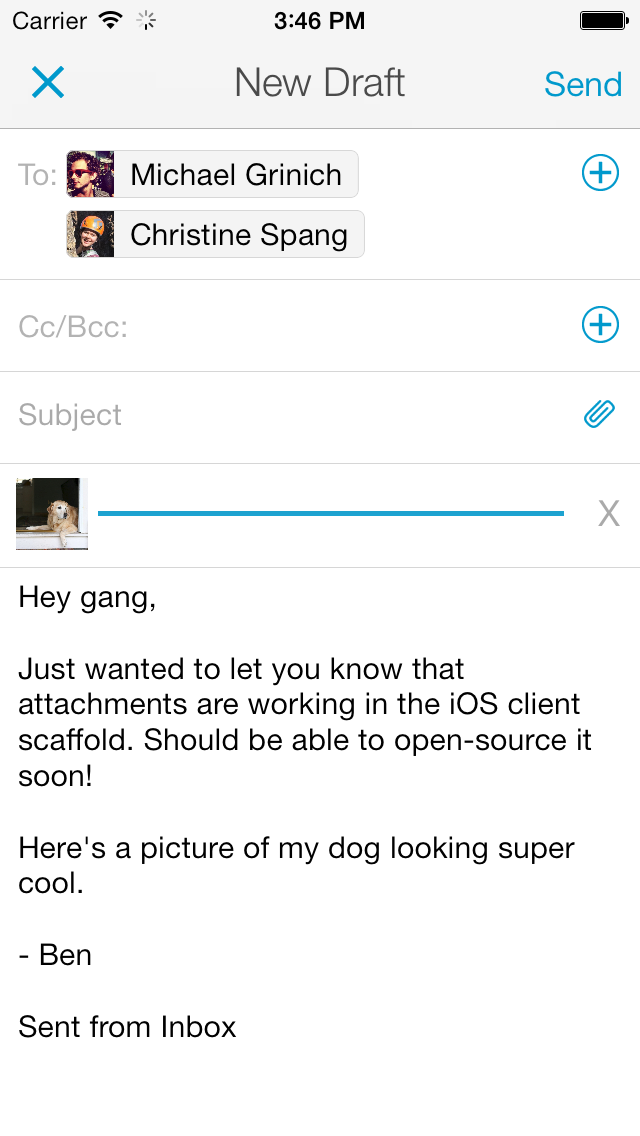 Carrier 3:46 PM
New Draft Send
To: Michael Grinich
Christine Spang
Cc/Bcc:
Subject
X
Hey gang,
Just wanted to let you know that
attachments are working in the iOS client
scaffold. Should be able to open-source it
soon!
Here's a picture of my dog looking super
cool.
- Ben
Sent from Inbox